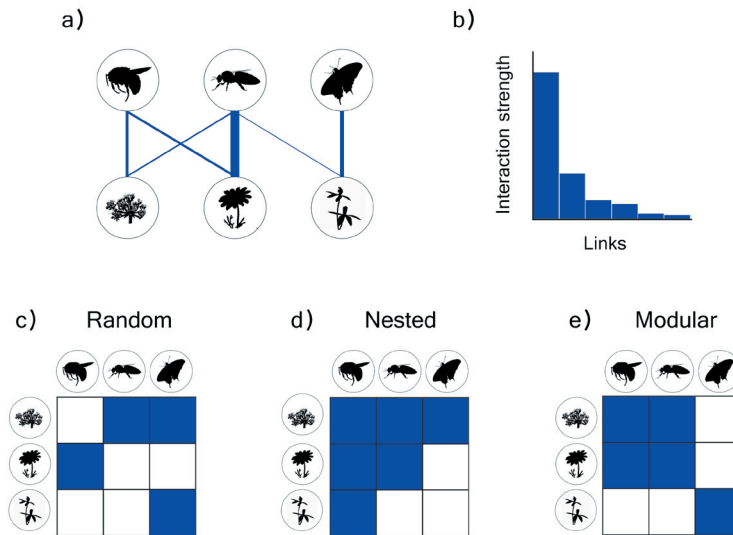 a)
b)
Interaction strength
Links
c) Random
d) Nested
e) Modular